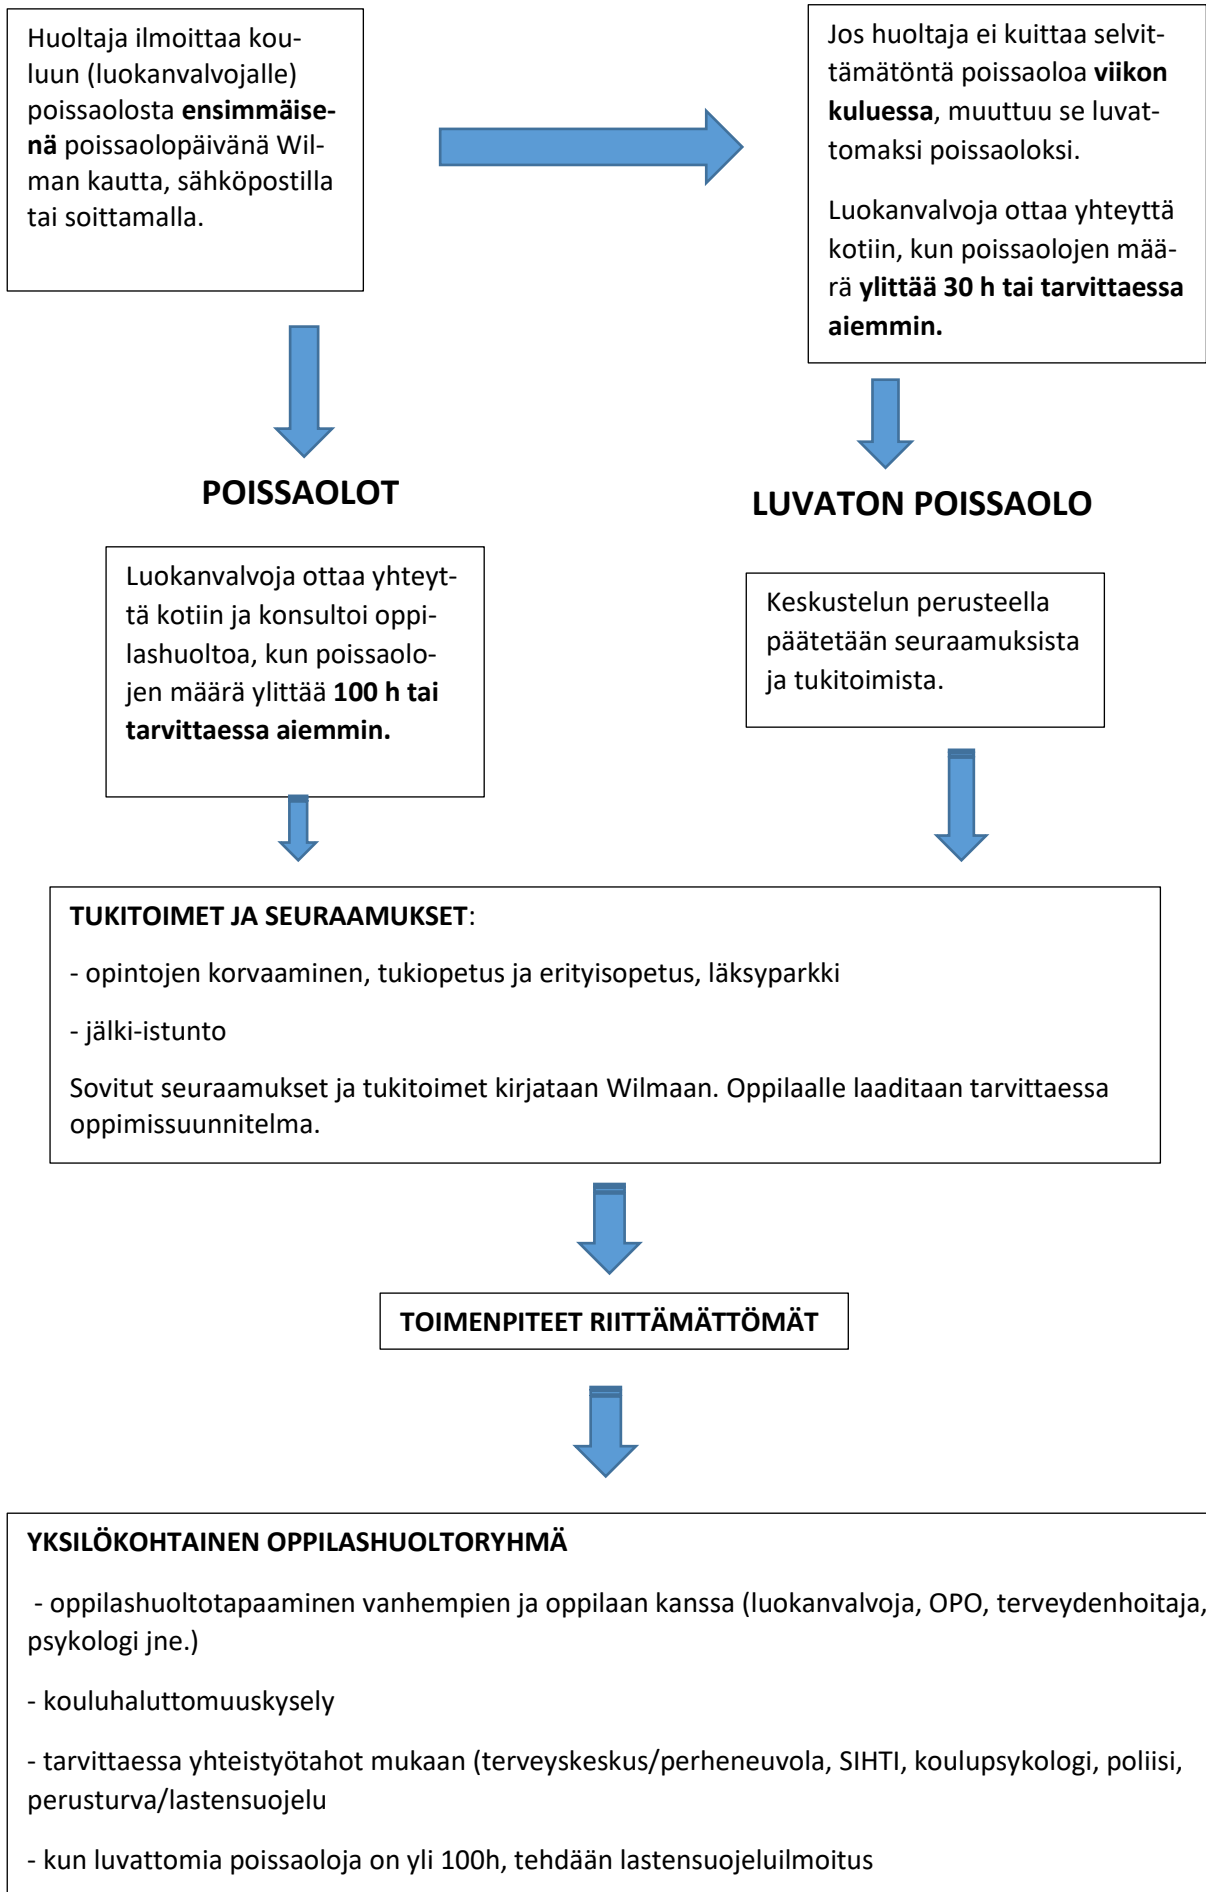 Huoltaja ilmoittaa kou-
luun (luokanvalvojalle)
poissaolosta ensimmäise-
nä poissaolopäivänä Wil-
man kautta, sähköpostilla
tai soittamalla.
Jos huoltaja ei kuittaa selvit-
tämätöntä poissaoloa viikon
kuluessa, muuttuu se luvat-
tomaksi poissaoloksi.
Luokanvalvoja ottaa yhteyttä
kotiin, kun poissaolojen mää-
rä ylittää 30 h tai tarvittaessa
aiemmin.
POISSAOLOT
LUVATON POISSAOLO
Luokanvalvoja ottaa yhteyt-
tä kotiin ja konsultoi oppi-
lashuoltoa, kun poissaolo-
jen määrä ylittää 100 h tai
tarvittaessa aiemmin.
Keskustelun perusteella
päätetään seuraamuksista
ja tukitoimista.
TUKITOIMET JA SEURAAMUKSET:
- opintojen korvaaminen, tukiopetus ja erityisopetus, läksyparkki
- jälki-istunto
Sovitut seuraamukset ja tukitoimet kirjataan Wilmaan. Oppilaalle laaditaan tarvittaessa
oppimissuunnitelma.
TOIMENPITEET RIITTÄMÄTTÖMÄT
YKSILÖKOHTAINEN OPPILASHUOLTORYHMÄ
- oppilashuoltotapaaminen vanhempien ja oppilaan kanssa (luokanvalvoja, OPO, terveydenhoitaja,
psykologi jne.)
- kouluhaluttomuuskysely
- tarvittaessa yhteistyötahot mukaan (terveyskeskus/perheneuvola, SIHTI, koulupsykologi, poliisi,
perusturva/lastensuojelu
- kun luvattomia poissaoloja on yli 100h, tehdään lastensuojeluilmoitus